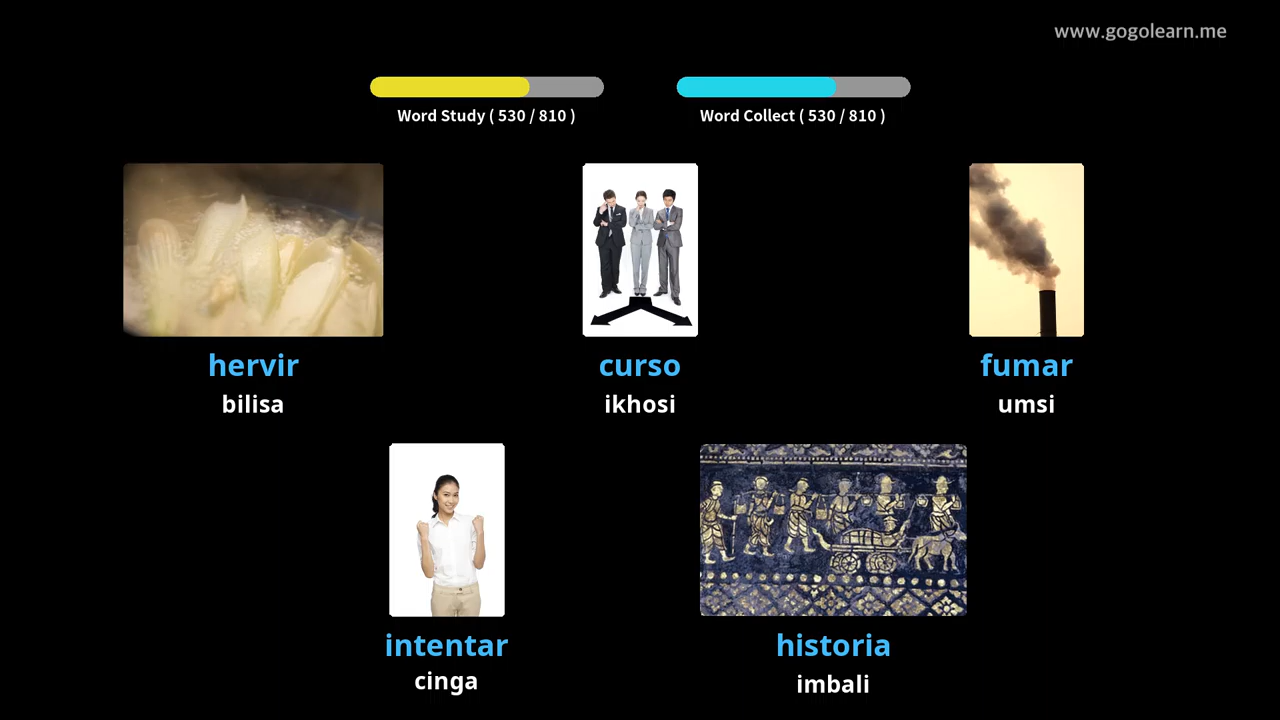 www.gogolearn.me
Word Study ( 530 / 810 )
Word Collect ( 530 / 810 )
hervir
bilisa
curso
ikhosi
fumar
umsi
intentar
cinga
historia
imbali